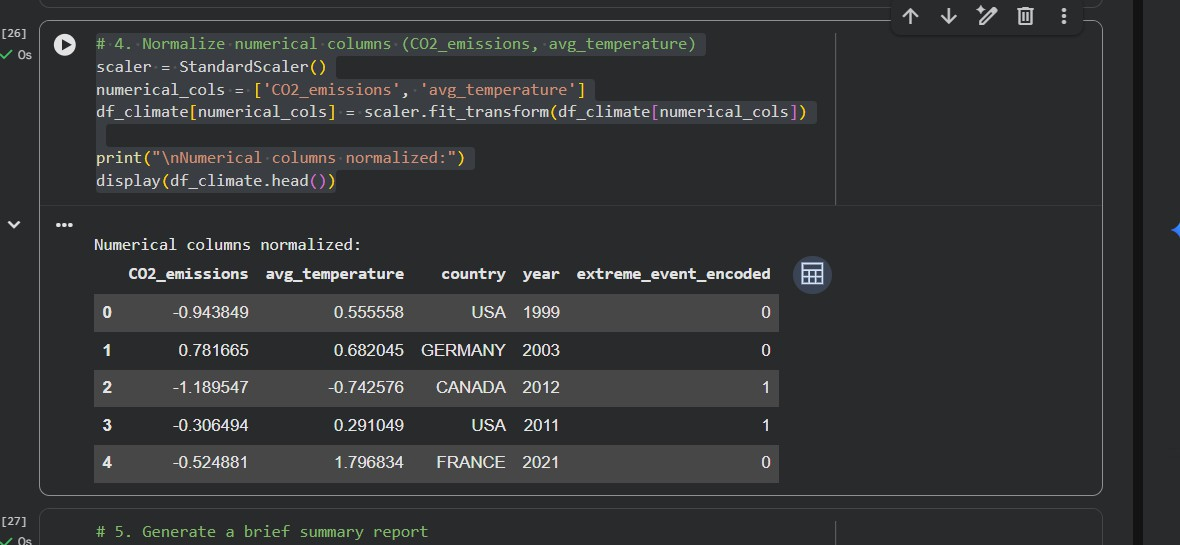 [26]
0s
# 4. Normalize numerical columns (CO2_emissions, avg_temperature)
scaler = StandardScaler()
numerical_cols = ['CO2_emissions', 'avg_temperature']
df_climate[numerical_cols] = scaler.fit_transform(df_climate[numerical_cols])
print("\nNumerical columns normalized:")
display(df_climate.head())
Numerical columns normalized:
CO2_emissions avg_temperature country year extreme_event_encoded
0 -0.943849 0.555558 USA 1999 0
1 0.781665 0.682045 GERMANY 2003 0
2 -1.189547 -0.742576 CANADA 2012 1
3 -0.306494 0.291049 USA 2011 1
4 -0.524881 1.796834 FRANCE 2021 0
[27]
0s
# 5. Generate a brief summary report